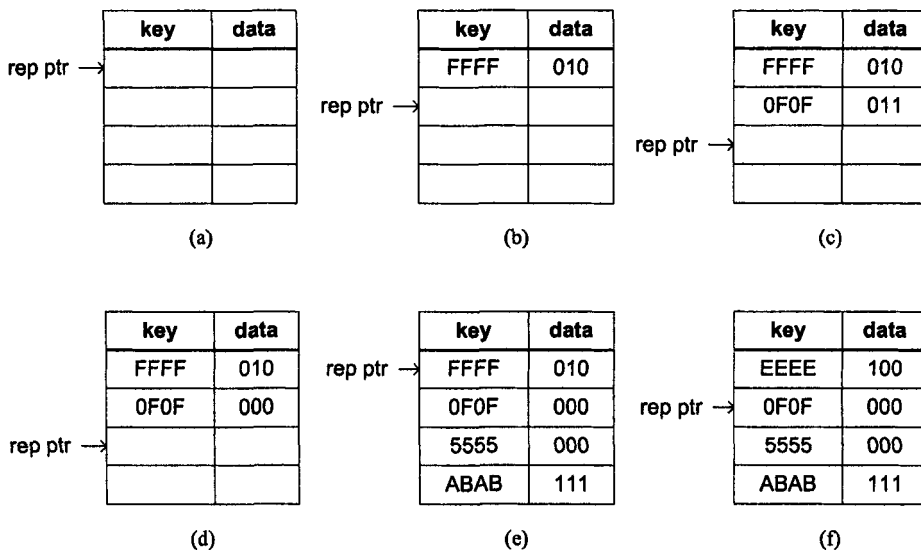 key data
rep ptr
(a)
key data
FFFF 010
rep ptr
(b)
key data
FFFF 010
0F0F 011
rep ptr
(c)
key data
FFFF 010
0F0F 000
rep ptr
(d)
key data
rep ptr FFFF 010
0F0F 000
5555 000
ABAB 111
(e)
key data
EEEE 100
rep ptr 0F0F 000
5555 000
ABAB 111
(f)